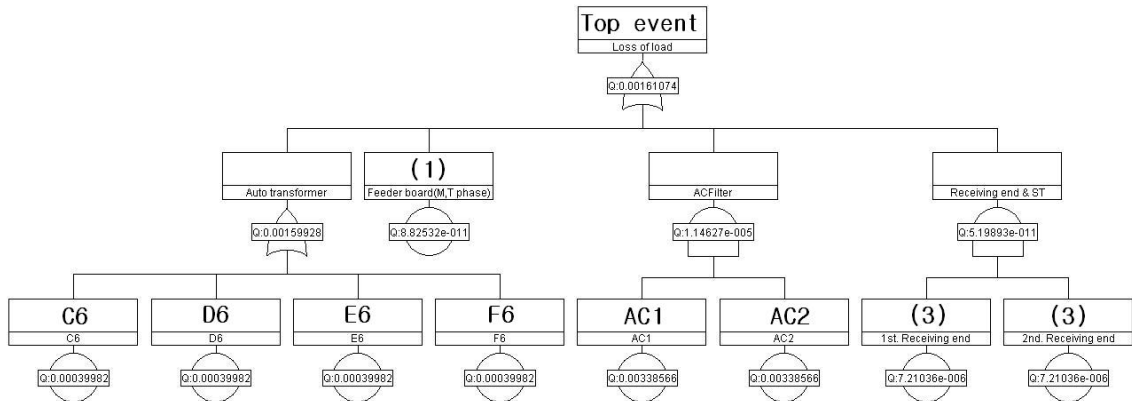 Top event
Loss of load
Q:0.00161074
(1)
Auto transformer
Feeder board(M,T phase)
ACFilter
Receiving end & ST
Q:0.00159928
Q:8.82532e-011
Q:1.14627e-005
Q:5.19893e-011
C6
D6
E6
F6
AC1
AC2
(3)
(3)
C6
D6
E6
F6
AC1
AC2
1st. Receiving end
2nd. Receiving end
Q:0.00039982
Q:0.00039982
Q:0.00039982
Q:0.00039982
Q:0.00338566
Q:0.00338566
Q:7.21036e-006
Q:7.21036e-006